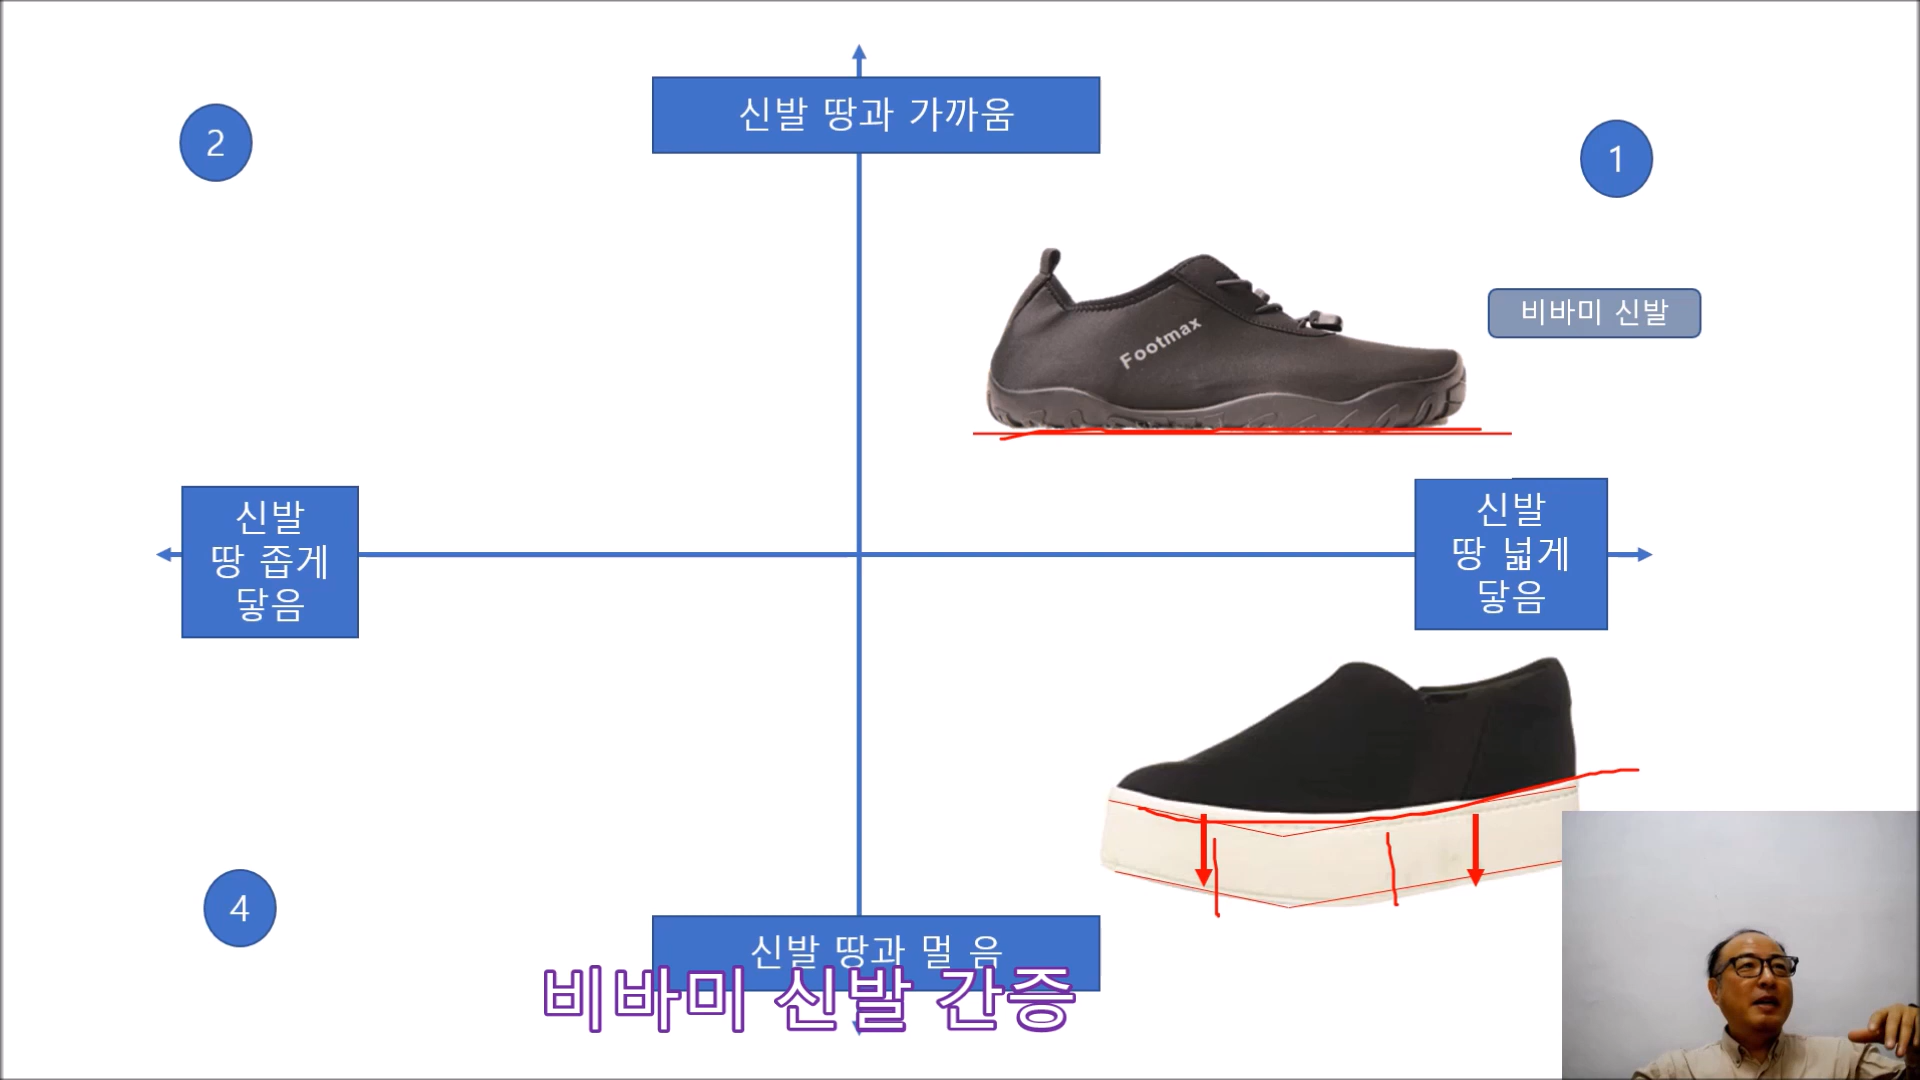 신발 땅과 가까움
2
1
비바미 신발
Footmax
신발
땅 좁게
닿음
신발
땅 넓게
닿음
4
신발 땅과 멀 음
비바미 신발 간증